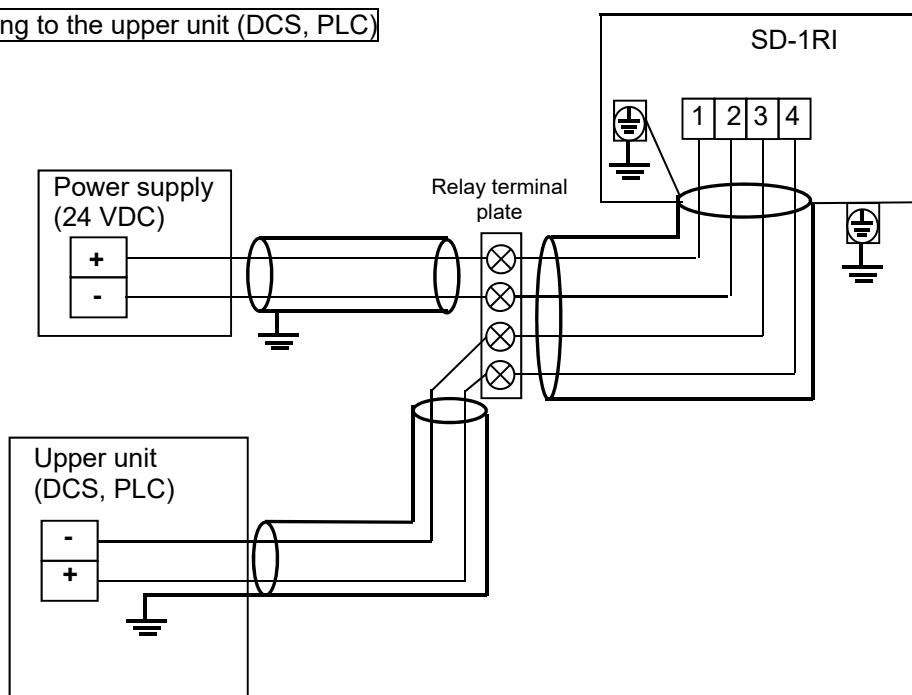 ng to the upper unit (DCS, PLC)
SD-1RI
1 2 3 4
Power supply
(24 VDC)
+
-
Relay terminal
plate
Upper unit
(DCS, PLC)
-
+